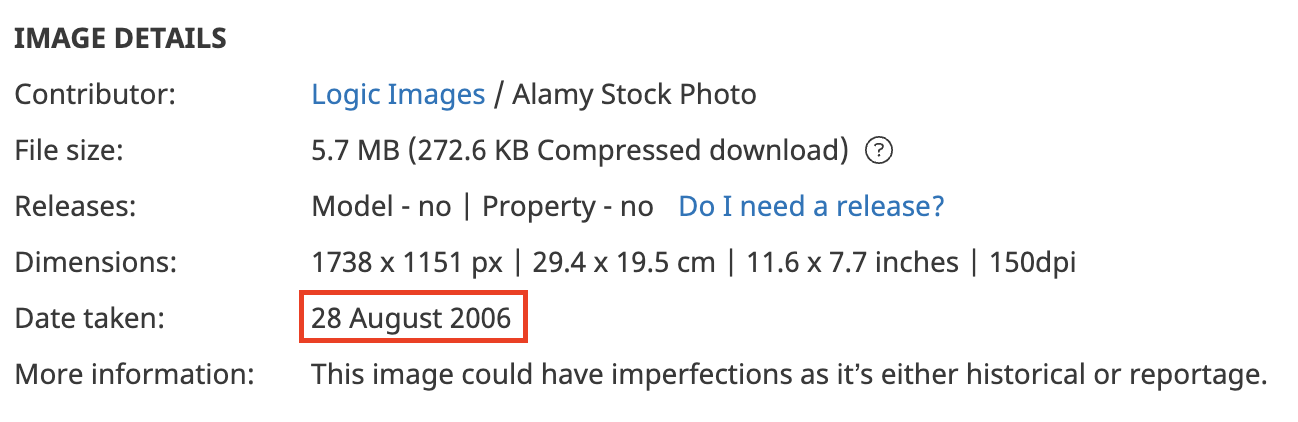 IMAGE DETAILS
Contributor: Logic Images / Alamy Stock Photo
File size: 5.7 MB (272.6 KB Compressed download) ?
Releases: Model - no | Property - no Do I need a release?
Dimensions: 1738 x 1151 px | 29.4 x 19.5 cm | 11.6 x 7.7 inches | 150dpi
Date taken: 28 August 2006
More information: This image could have imperfections as it’s either historical or reportage.